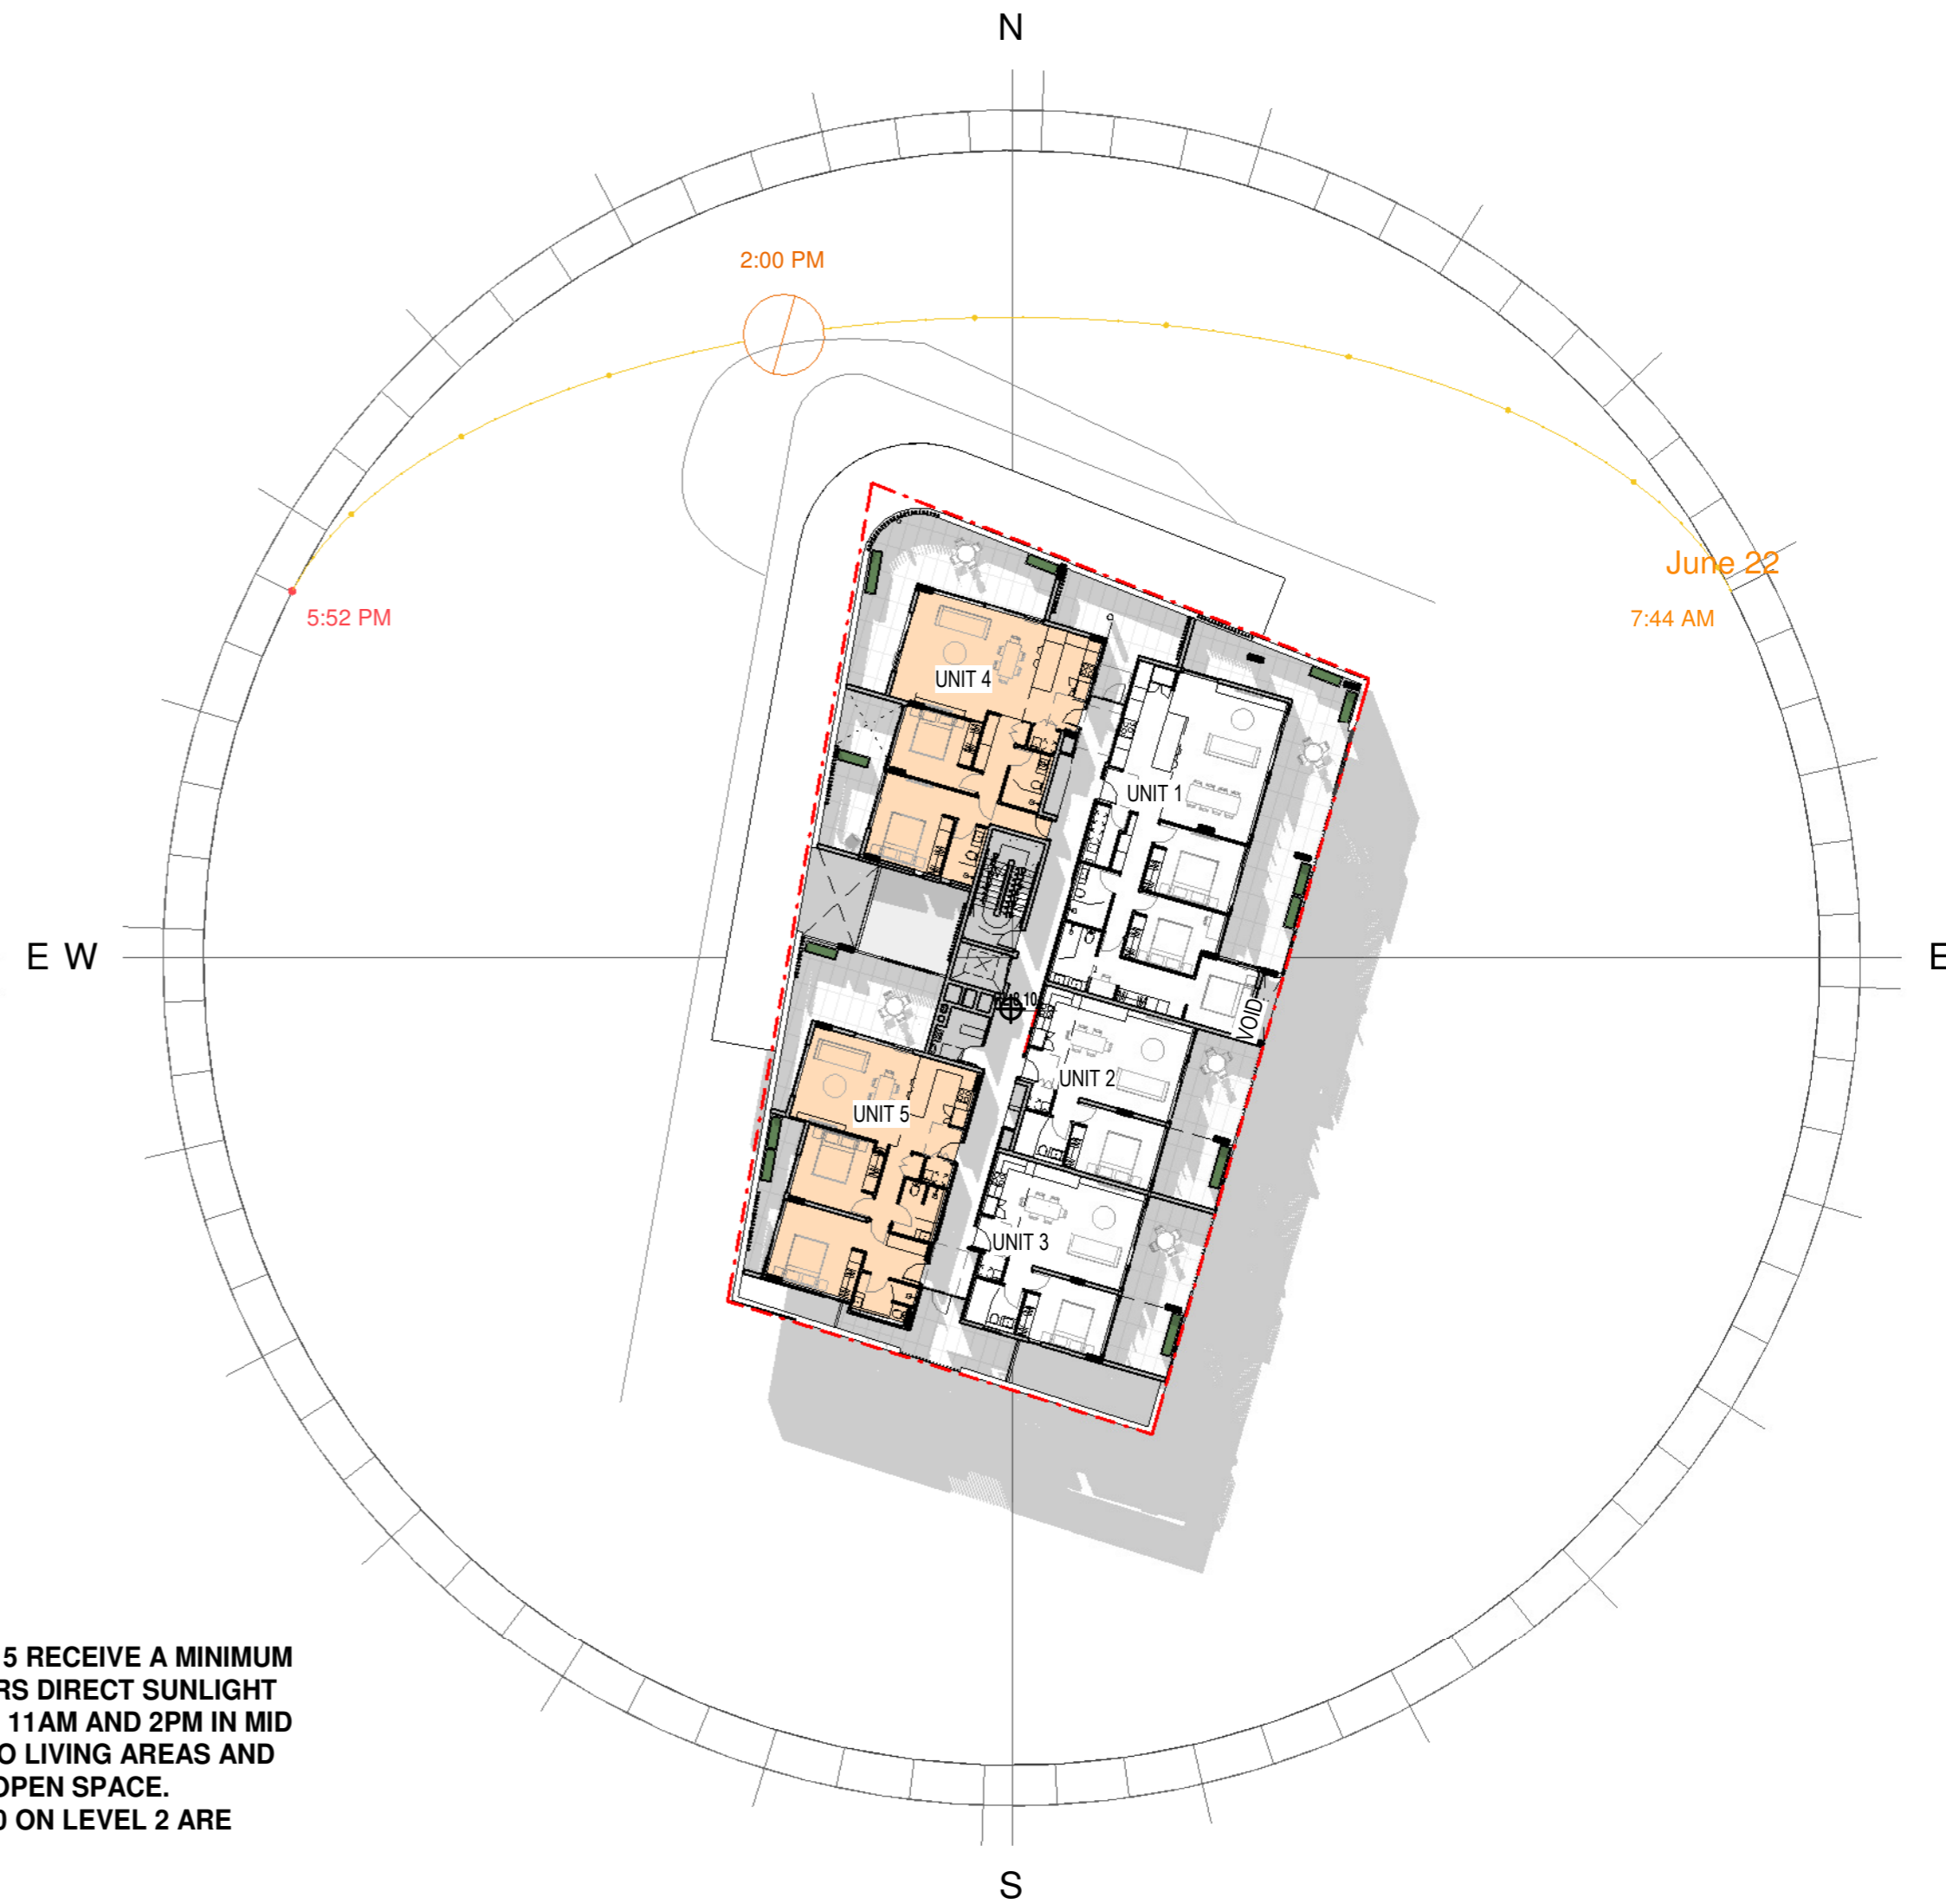 N
2:00 PM
June 22
7:44 AM
5:52 PM
UNIT 4
UNIT 1
E W
E
VOID
UNIT 2
UNIT 5
UNIT 3
5 RECEIVE A MINIMUM
RS DIRECT SUNLIGHT
11AM AND 2PM IN MID
O LIVING AREAS AND
OPEN SPACE.
0 ON LEVEL 2 ARE
S